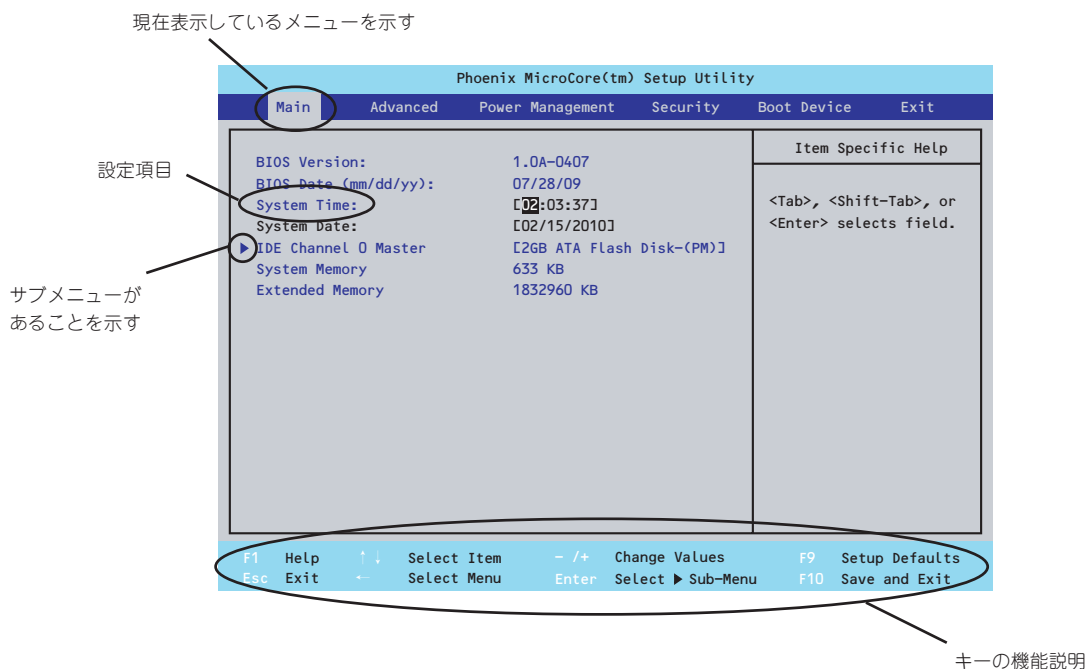 現在表示しているメニューを示す
Phoenix MicroCore(tm) Setup Utility
Main Advanced Power Management Security Boot Device Exit
Item Specific Help
設定項目
BIOS Version: 1.0A-0407
BIOS Date (mm/dd/yy): 07/28/09
System Time: [02:03:37]
System Date: [02/15/2010]
▶ IDE Channel 0 Master [2GB ATA Flash Disk-(PM)]
System Memory 633 KB
Extended Memory 1832960 KB
<Tab>, <Shift-Tab>, or
<Enter> selects field.
サブメニューが
あることを示す
F1 Help ↑↓ Select Item - /+ Change Values F9 Setup Defaults
Esc Exit ← Select Menu Enter Select ▶ Sub-Menu F10 Save and Exit
キーの機能説明